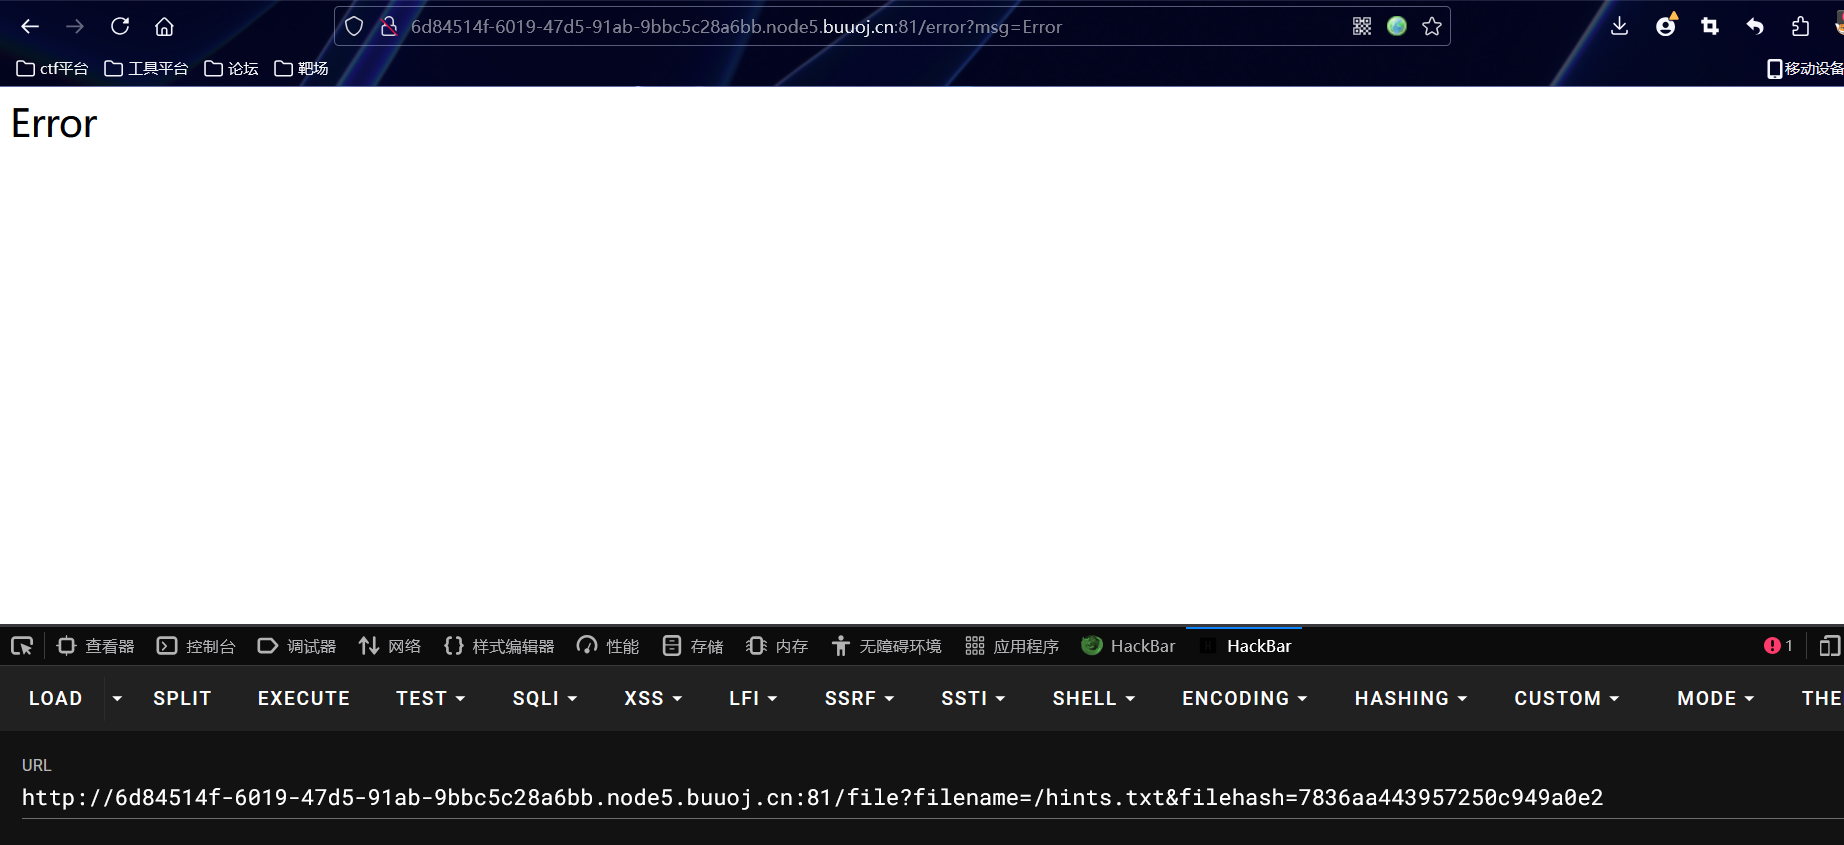 6d84514f-6019-47d5-91ab-9bbc5c28a6bb.node5.buuoj.cn:81/error?msg=Error
ctf平台 工具平台 论坛 靶场 移动设备
Error
查看器 控制台 调试器 网络 样式编辑器 性能 存储 内存 无障碍环境 应用程序 HackBar HackBar 1
LOAD SPLIT EXECUTE TEST SQLI XSS LFI SSRF SSTI SHELL ENCODING HASHING CUSTOM MODE THE
URL
http://6d84514f-6019-47d5-91ab-9bbc5c28a6bb.node5.buuoj.cn:81/file?filename=/hints.txt&filehash=7836aa443957250c949a0e2